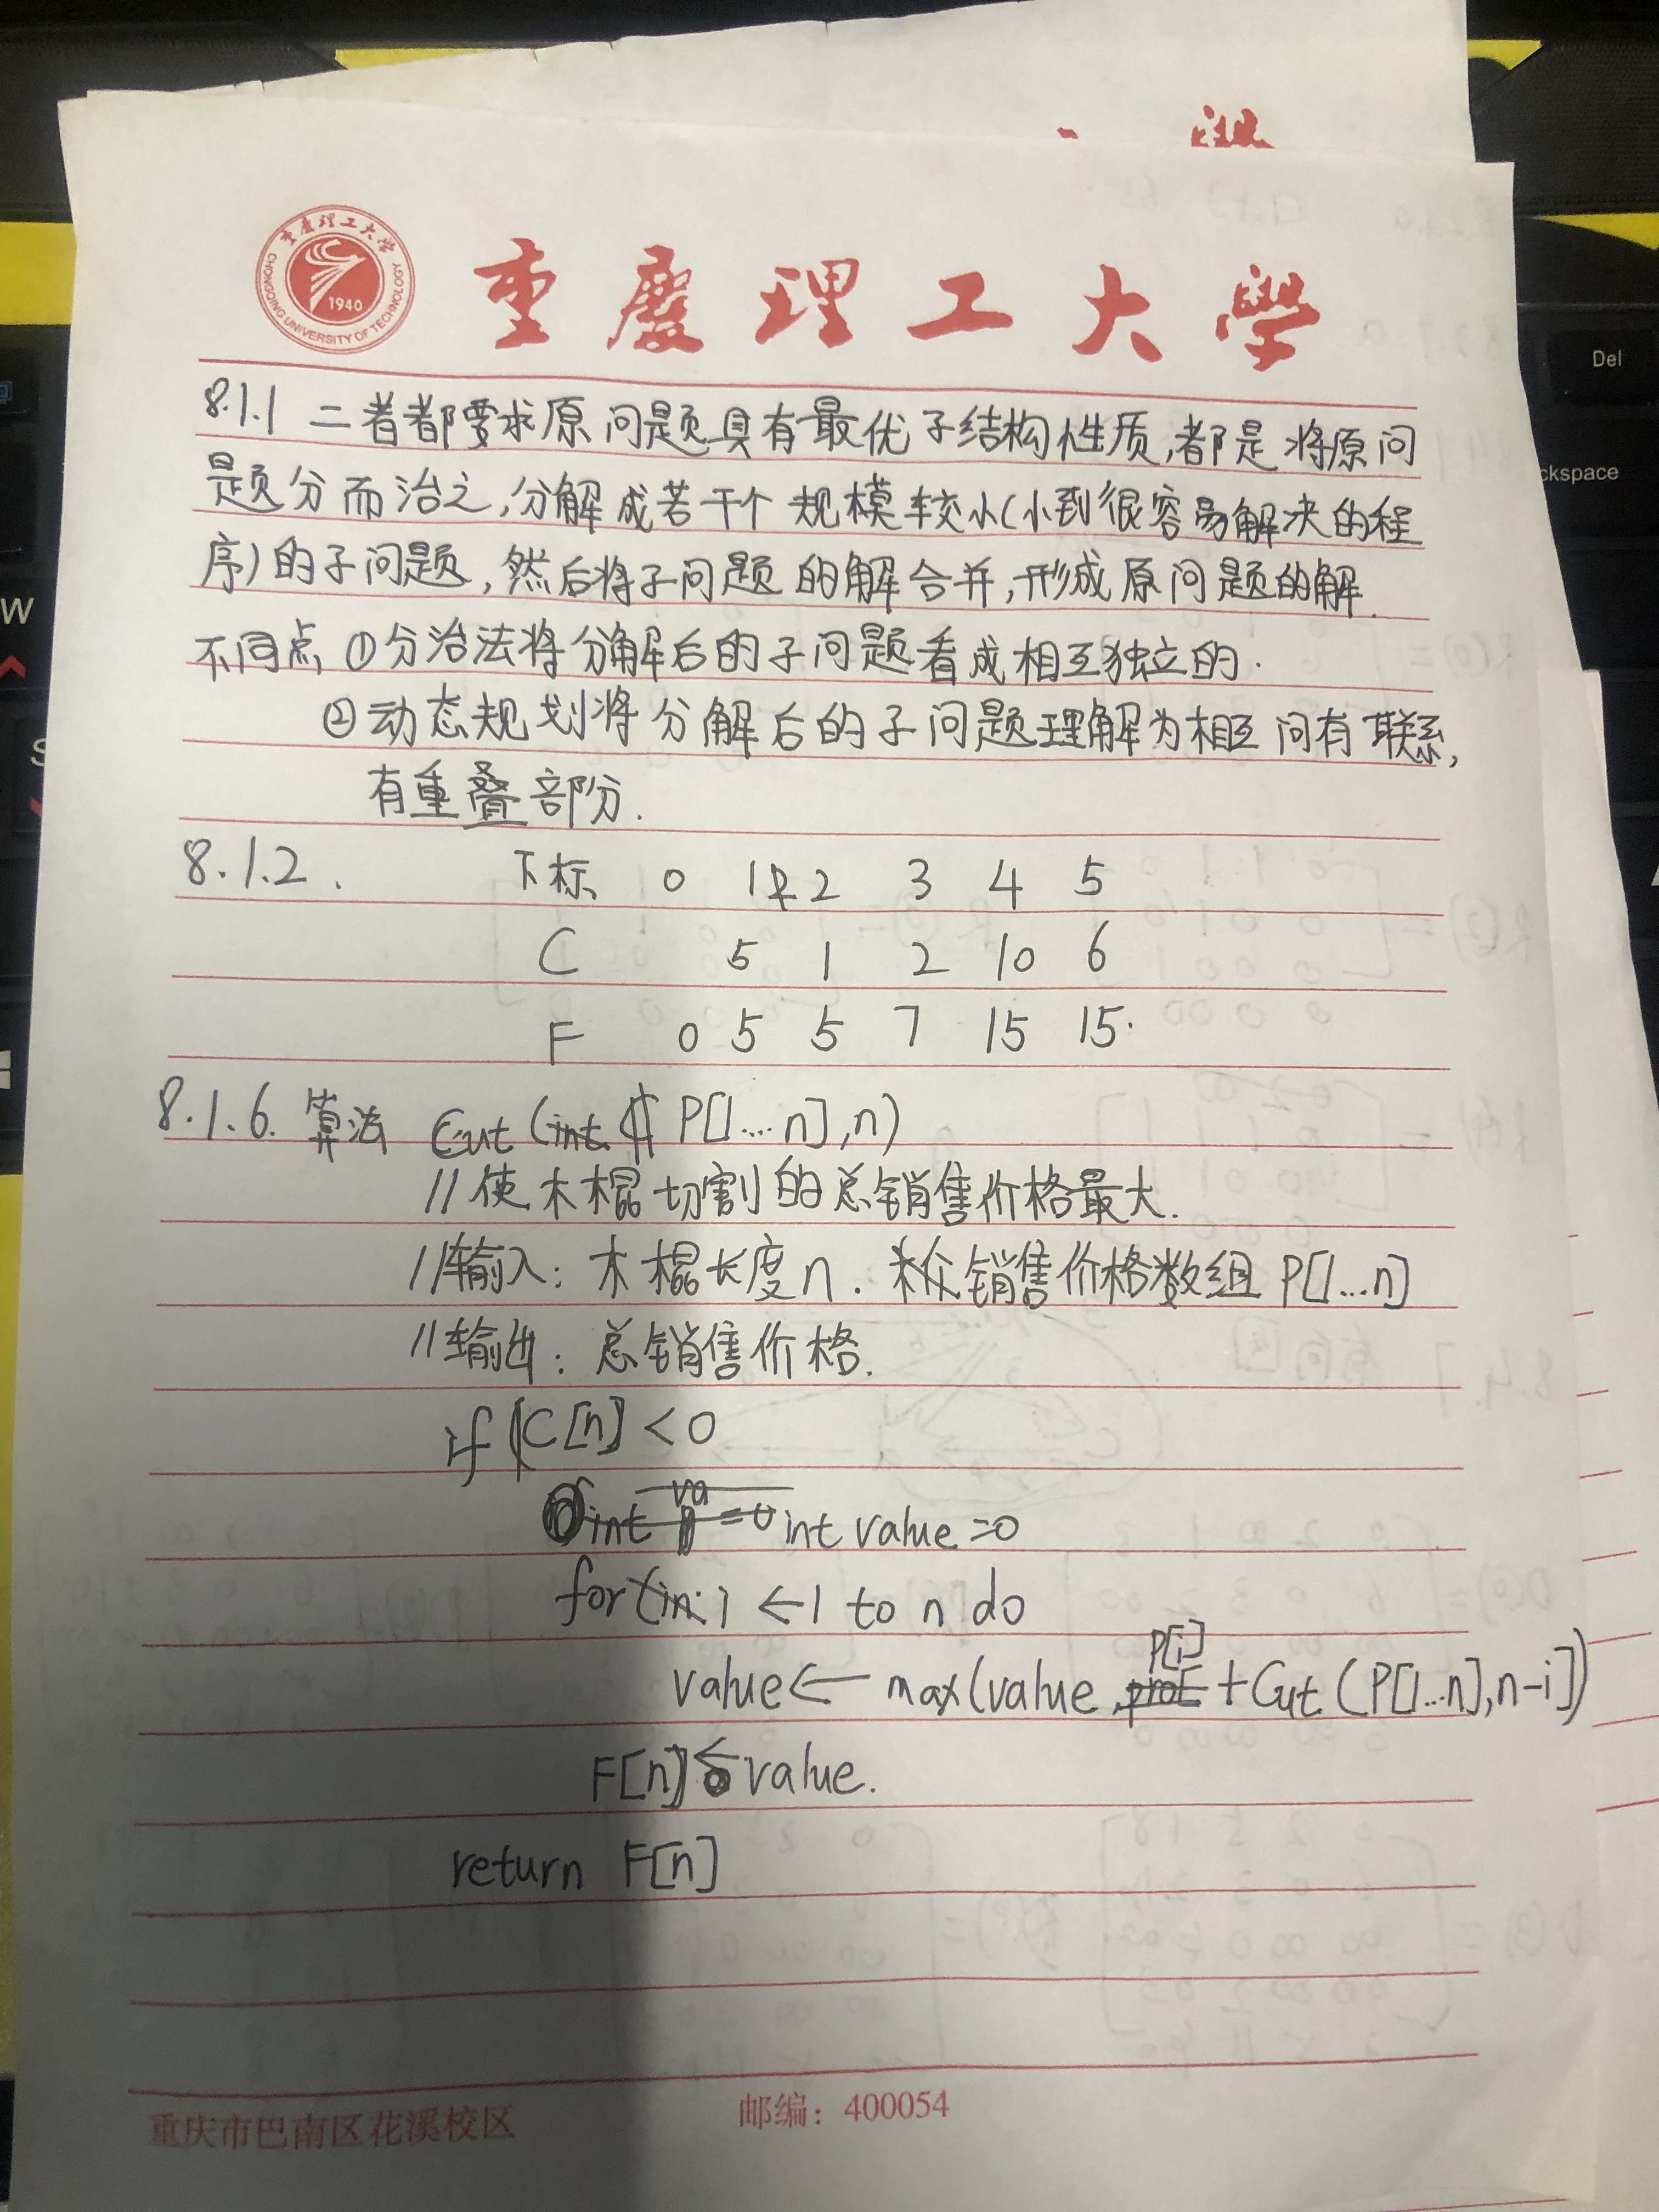 重慶理工大學
CHONGQING UNIVERSITY OF TECHNOLOGY
1940
重慶理工大學
8.1.1 二者都要求原问题具有最优子结构性质,都是将原问
题分而治之,分解成若干个规模较小(小到很容易解决的程
序)的子问题,然后将子问题的解合并,形成原问题的解.
不同点 ①分治法将分解后的子问题看成相互独立的.
②动态规划将分解后的子问题理解为相互间有联系,
有重叠部分.
8.1.2. 下标 0 1 2 3 4 5
C 5 1 2 10 6
F 0 5 5 7 15 15.
8.1.6. 算法 Cut (P[1...n],n)
//使木棍切割的总销售价格最大.
//输入: 木棍长度n. 销售价格数组 P[1...n]
//输出: 总销售价格.
if C[n] <0
int value=0
for i ←1 to n do
value← max(value,P[i]+Cut(P[1...n],n-i])
F[n]←value.
return F[n]
重庆市巴南区花溪校区 邮编: 400054
Del
ckspace
W
S